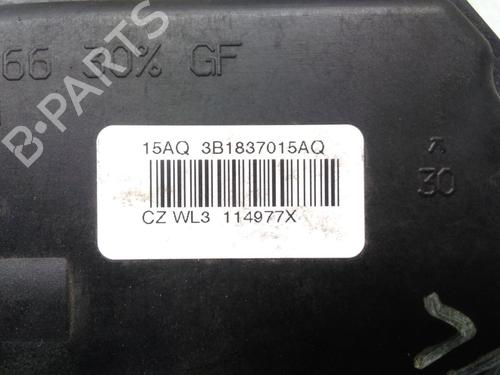 66 30% GF
15AQ 3B1837015AQ
CZ WL3 114977X
30
B-PARTS